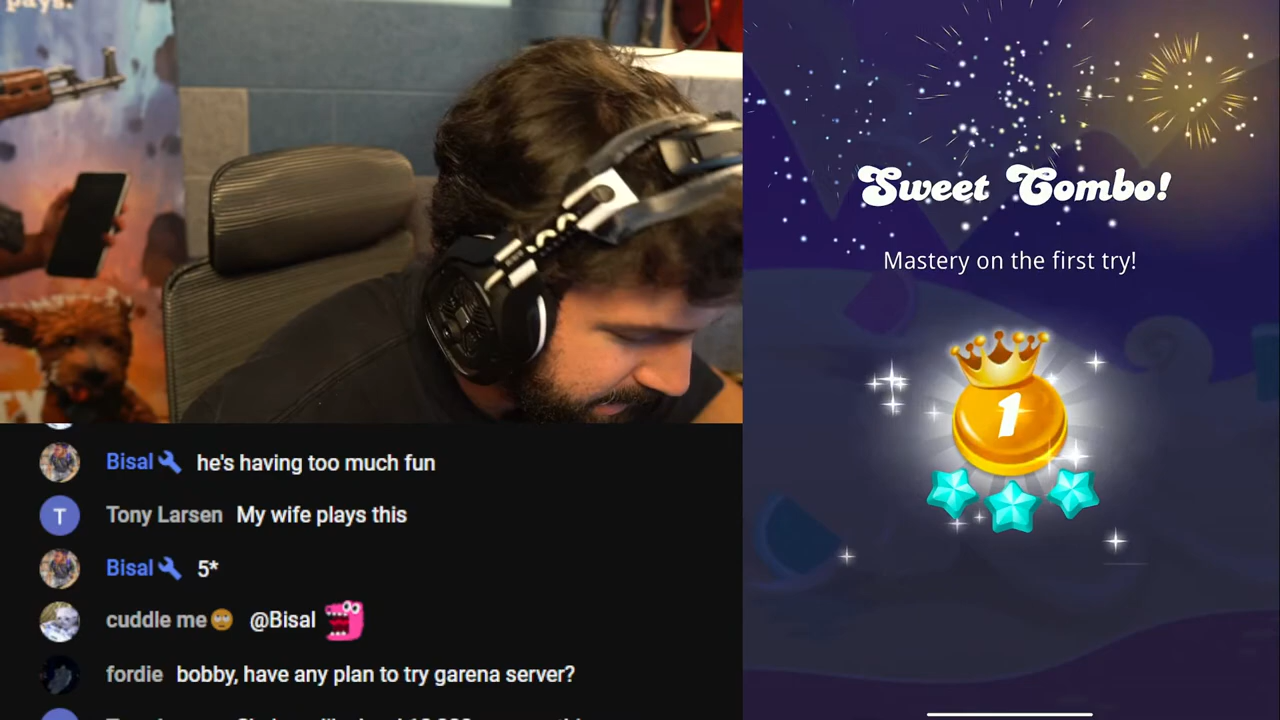 pays.
Sweet Combo!
Mastery on the first try!
1
Bisal he's having too much fun
T
Tony Larsen My wife plays this
Bisal 5*
cuddle me @Bisal
fordie bobby, have any plan to try garena server?